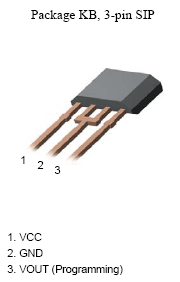 Package KB, 3-pin SIP
1 2 3
1. VCC
2. GND
3. VOUT (Programming)